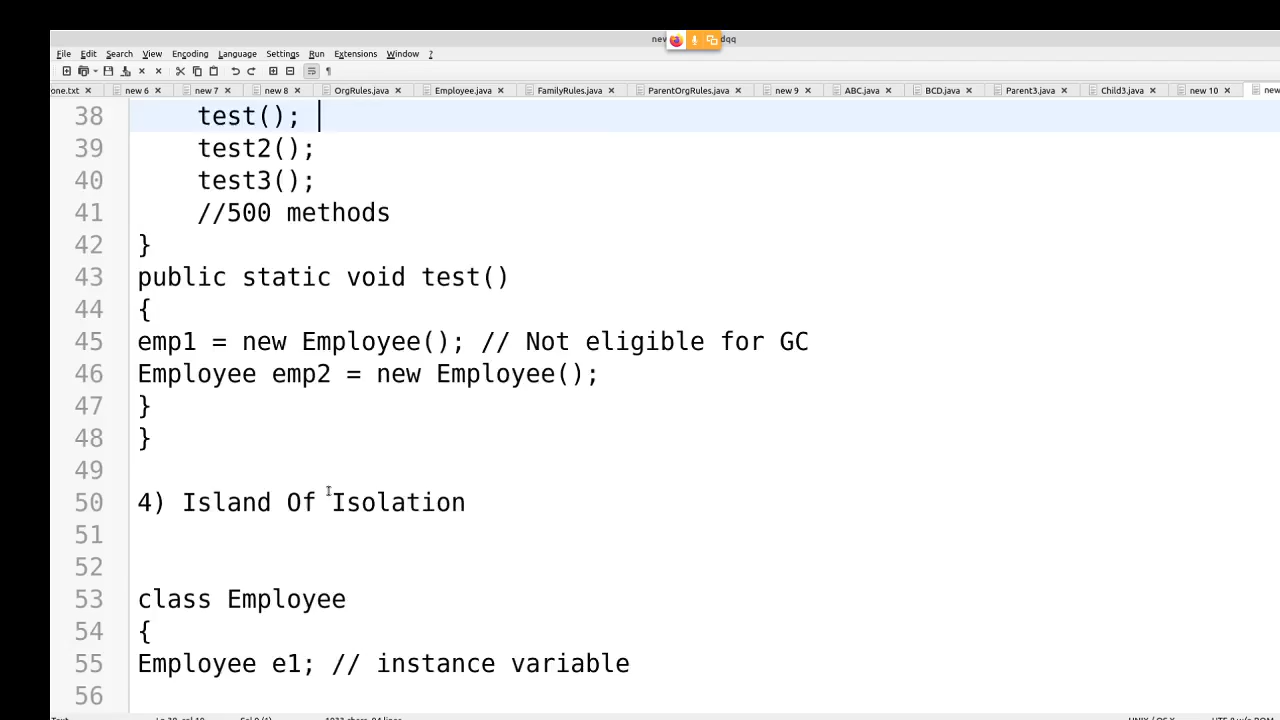 new dqq
File Edit Search View Encoding Language Settings Run Extensions Window ?
one.txt new 6 new 7 new 8 OrgRules.java Employee.java FamilyRules.java ParentOrgRules.java new 9 ABC.java BCD.java Parent3.java Child3.java new 10 new
38 test();
39 test2();
40 test3();
41 //500 methods
42 }
43 public static void test()
44 {
45 emp1 = new Employee(); // Not eligible for GC
46 Employee emp2 = new Employee();
47 }
48 }
49
50 4) Island Of Isolation
51
52
53 class Employee
54 {
55 Employee e1; // instance variable
56